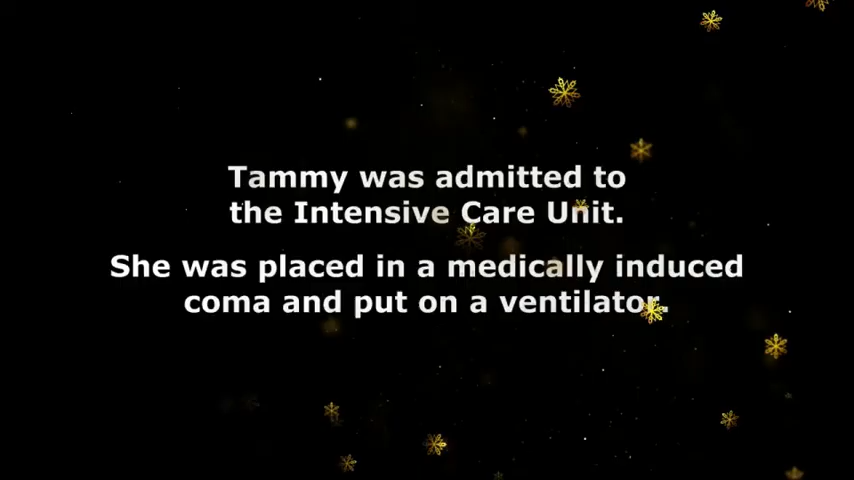 Tammy was admitted to
the Intensive Care Unit.
She was placed in a medically induced
coma and put on a ventilator.